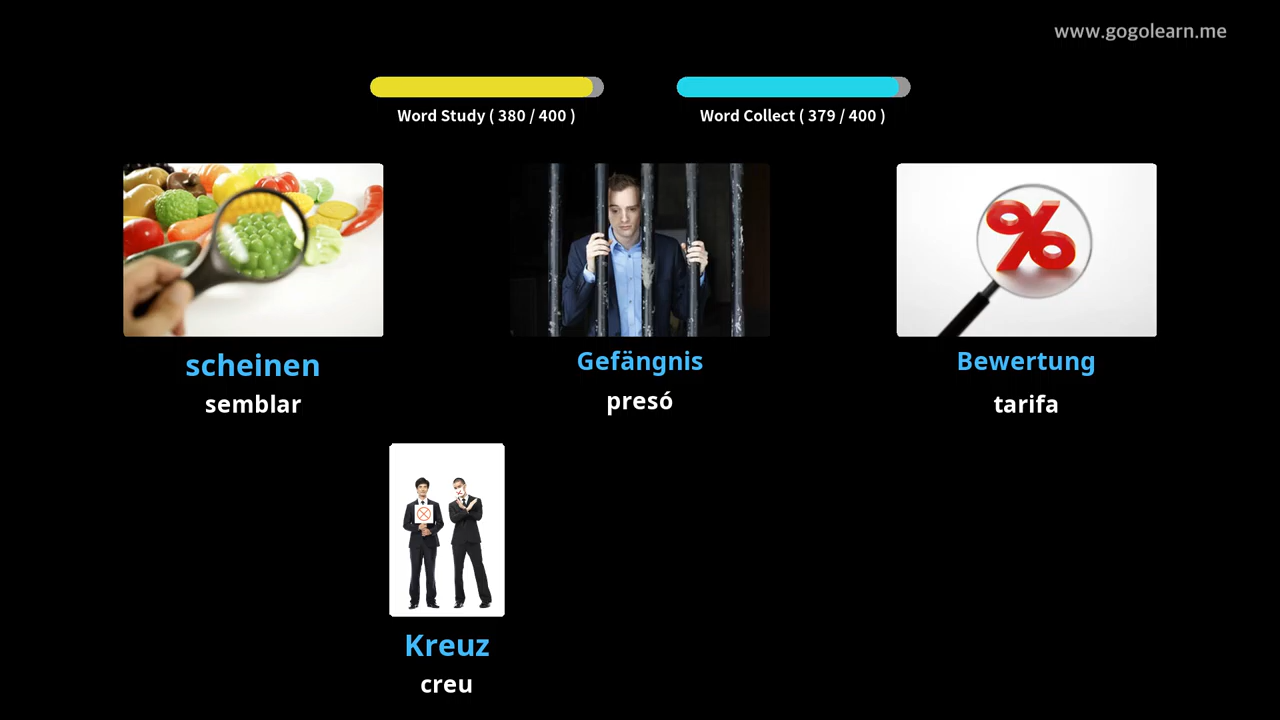 www.gogolearn.me
Word Study ( 380 / 400 )
Word Collect ( 379 / 400 )
scheinen
semblar
Gefängnis
presó
Bewertung
tarifa
Kreuz
creu